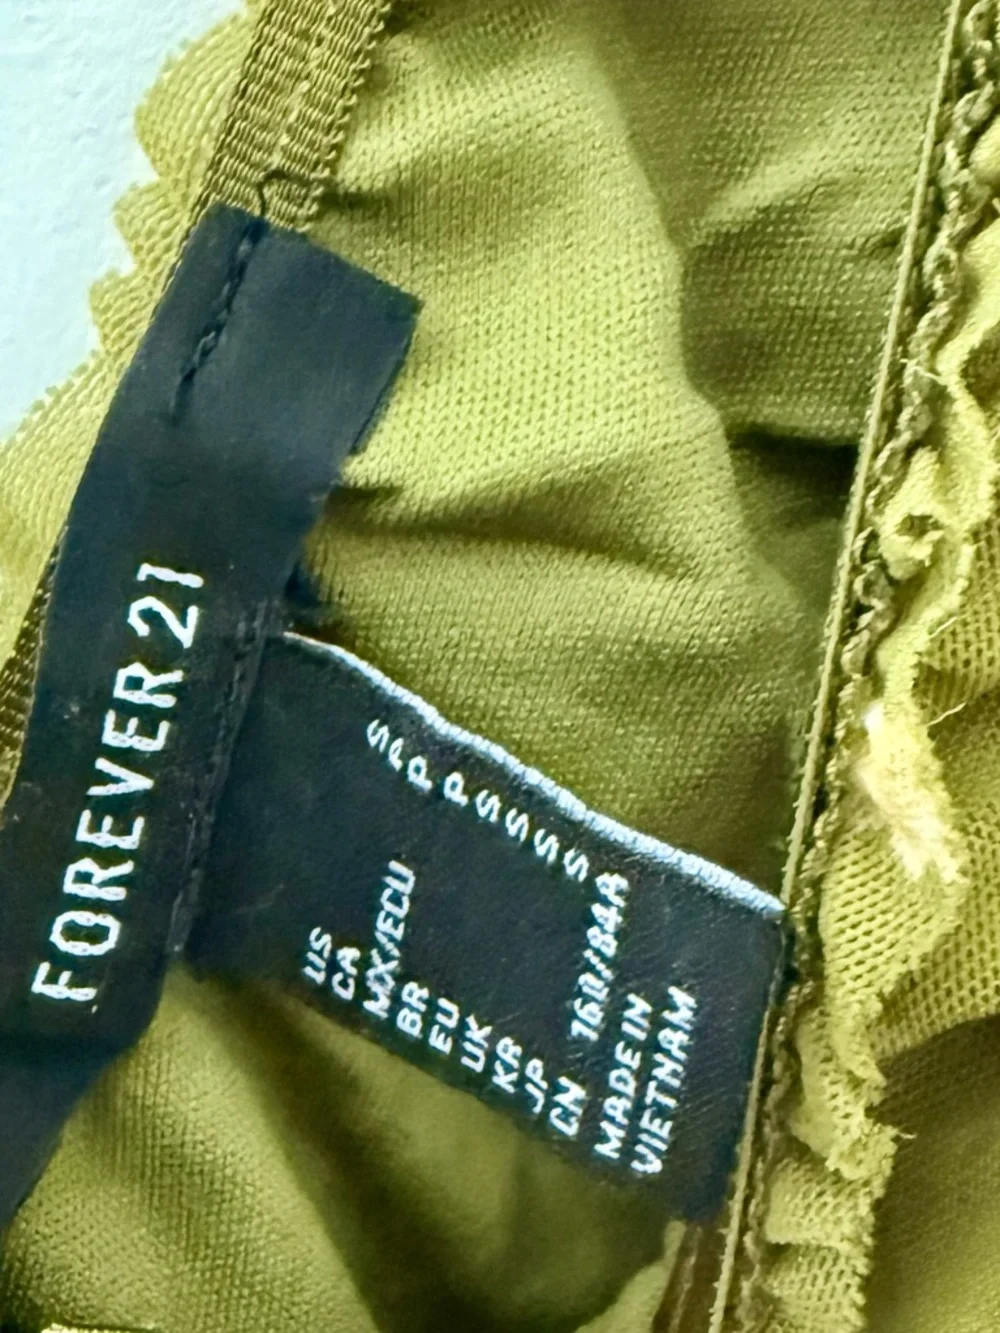 FOREVER 21
US S
CA P
MX/ECU P
BR P
EU S
UK S
KR S
JP S
CN 160/84A
MADE IN
VIETNAM